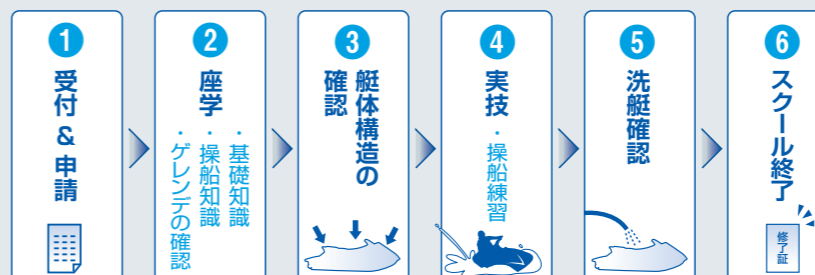 1
受付&申請
2
座学
・基礎知識
・操船知識
・ゲレンデの確認
3
艇体構造の
確認
4
実技
・操船練習
5
洗艇確認
6
スクール終了
修了証